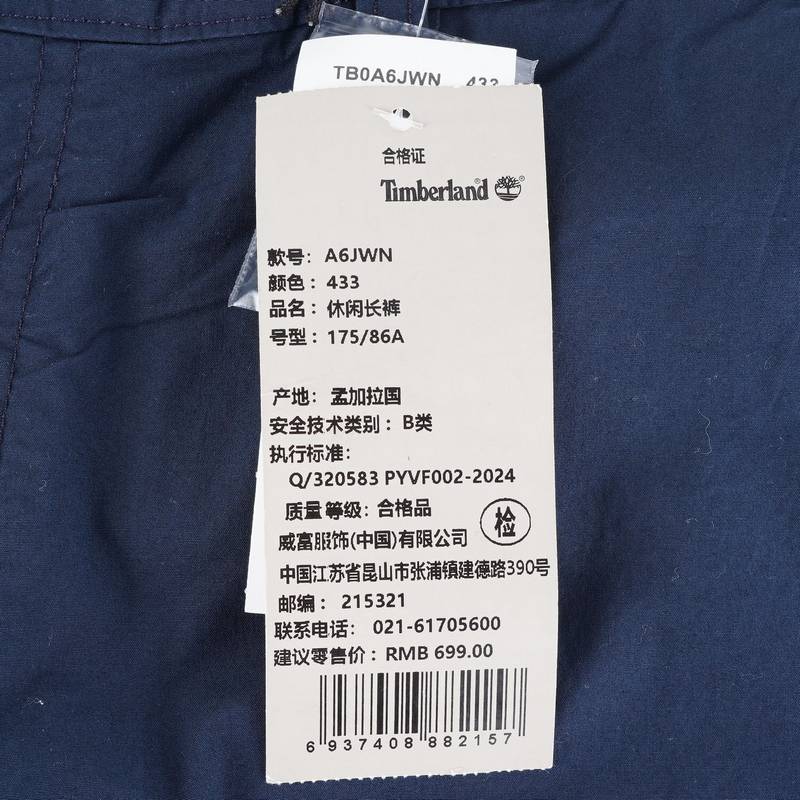 TB0A6JWN 433
合格证
Timberland
款号: A6JWN
颜色: 433
品名: 休闲长裤
号型: 175/86A
产地: 孟加拉国
安全技术类别: B类
执行标准:
Q/320583 PYVF002-2024
质量等级: 合格品
检
威富服饰(中国)有限公司
中国江苏省昆山市张浦镇建德路390号
邮编: 215321
联系电话: 021-61705600
建议零售价: RMB 699.00
6 937408 882157